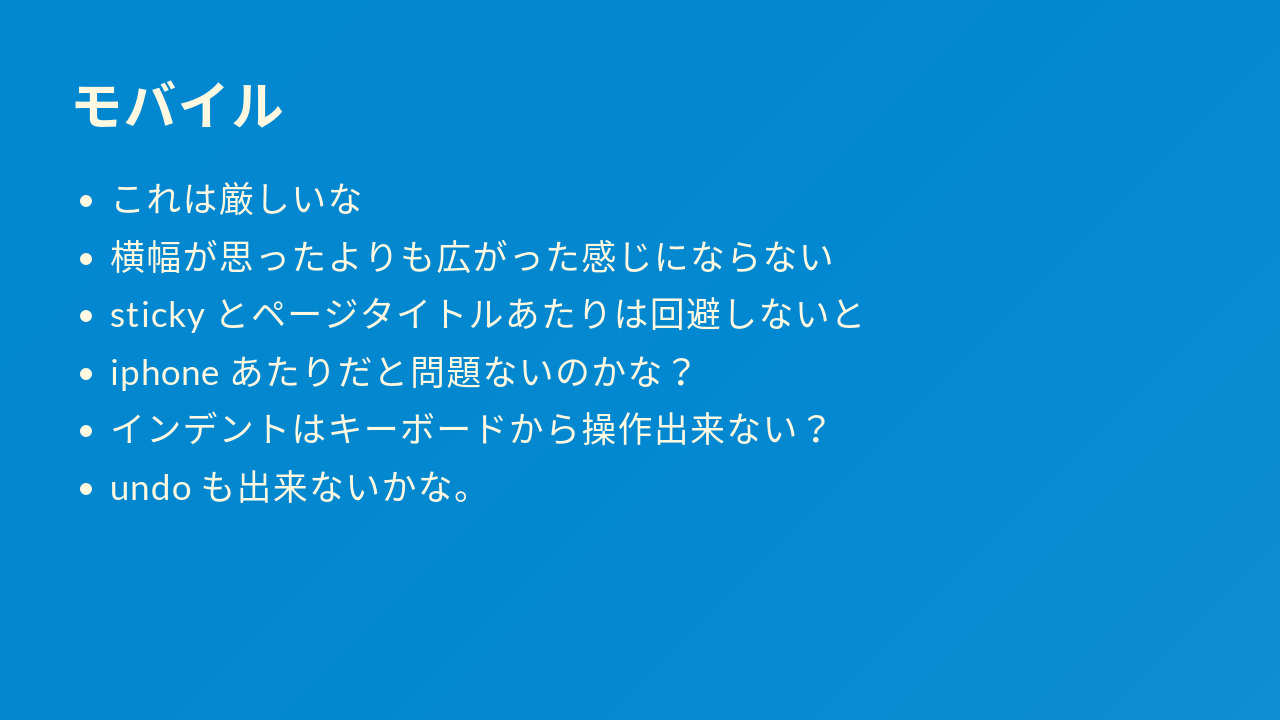 モバイル
これは厳しいな
横幅が思ったよりも広がった感じにならない
sticky とページタイトルあたりは回避しないと
iphone あたりだと問題ないのかな？
インデントはキーボードから操作出来ない？
undo も出来ないかな。